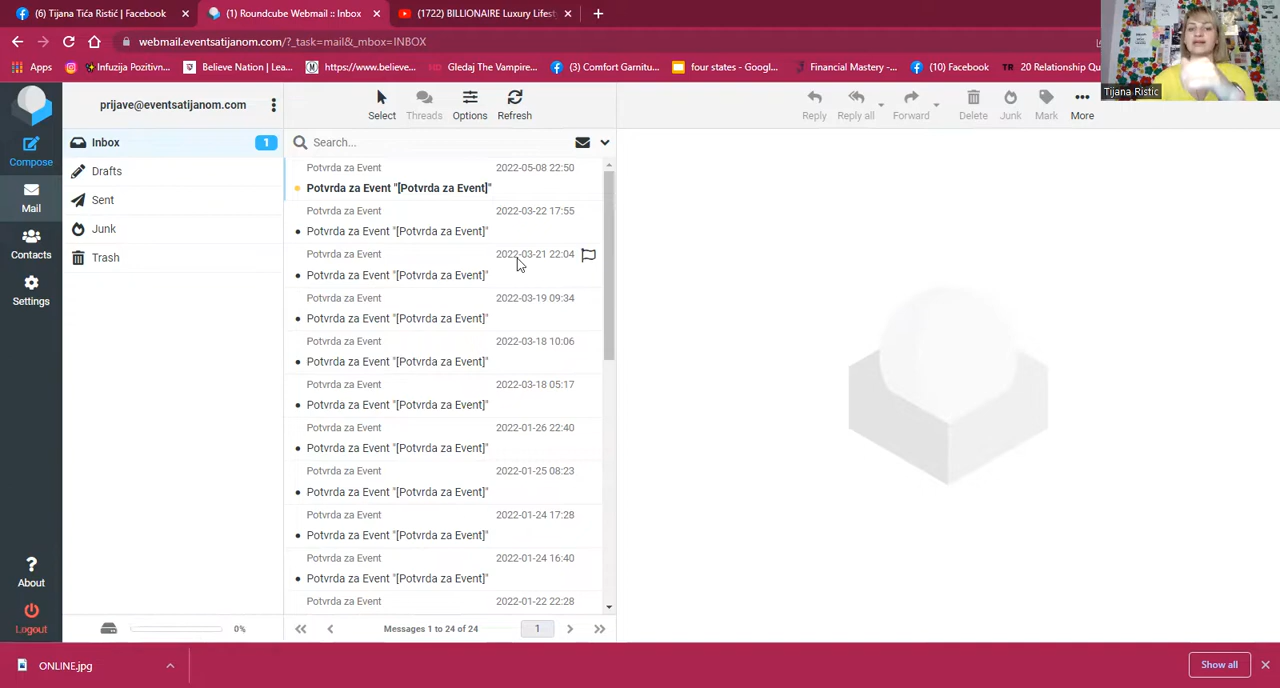 (6) Tijana Tića Ristić | Facebook
(1) Roundcube Webmail :: Inbox
(1722) BILLIONAIRE Luxury Lifest
webmail.eventsatijanom.com/?_task=mail&_mbox=INBOX
Apps
Infuzija Pozitivn...
Believe Nation | Lea...
https://www.believe...
Gledaj The Vampire...
(3) Comfort Garnitu...
four states - Googl...
Financial Mastery -...
(10) Facebook
20 Relationship Qu
Tijana Ristic
prijave@eventsatijanom.com
Compose
Mail
Contacts
Settings
About
Logout
Inbox
1
Drafts
Sent
Junk
Trash
0%
Select
Threads
Options
Refresh
Search...
Potvrda za Event 2022-05-08 22:50
Potvrda za Event "[Potvrda za Event]"
Potvrda za Event 2022-03-22 17:55
Potvrda za Event "[Potvrda za Event]"
Potvrda za Event 2022-03-21 22:04
Potvrda za Event "[Potvrda za Event]"
Potvrda za Event 2022-03-19 09:34
Potvrda za Event "[Potvrda za Event]"
Potvrda za Event 2022-03-18 10:06
Potvrda za Event "[Potvrda za Event]"
Potvrda za Event 2022-03-18 05:17
Potvrda za Event "[Potvrda za Event]"
Potvrda za Event 2022-01-26 22:40
Potvrda za Event "[Potvrda za Event]"
Potvrda za Event 2022-01-25 08:23
Potvrda za Event "[Potvrda za Event]"
Potvrda za Event 2022-01-24 17:28
Potvrda za Event "[Potvrda za Event]"
Potvrda za Event 2022-01-24 16:40
Potvrda za Event "[Potvrda za Event]"
Potvrda za Event 2022-01-22 22:28
Messages 1 to 24 of 24
1
Reply
Reply all
Forward
Delete
Junk
Mark
More
ONLINE.jpg
Show all